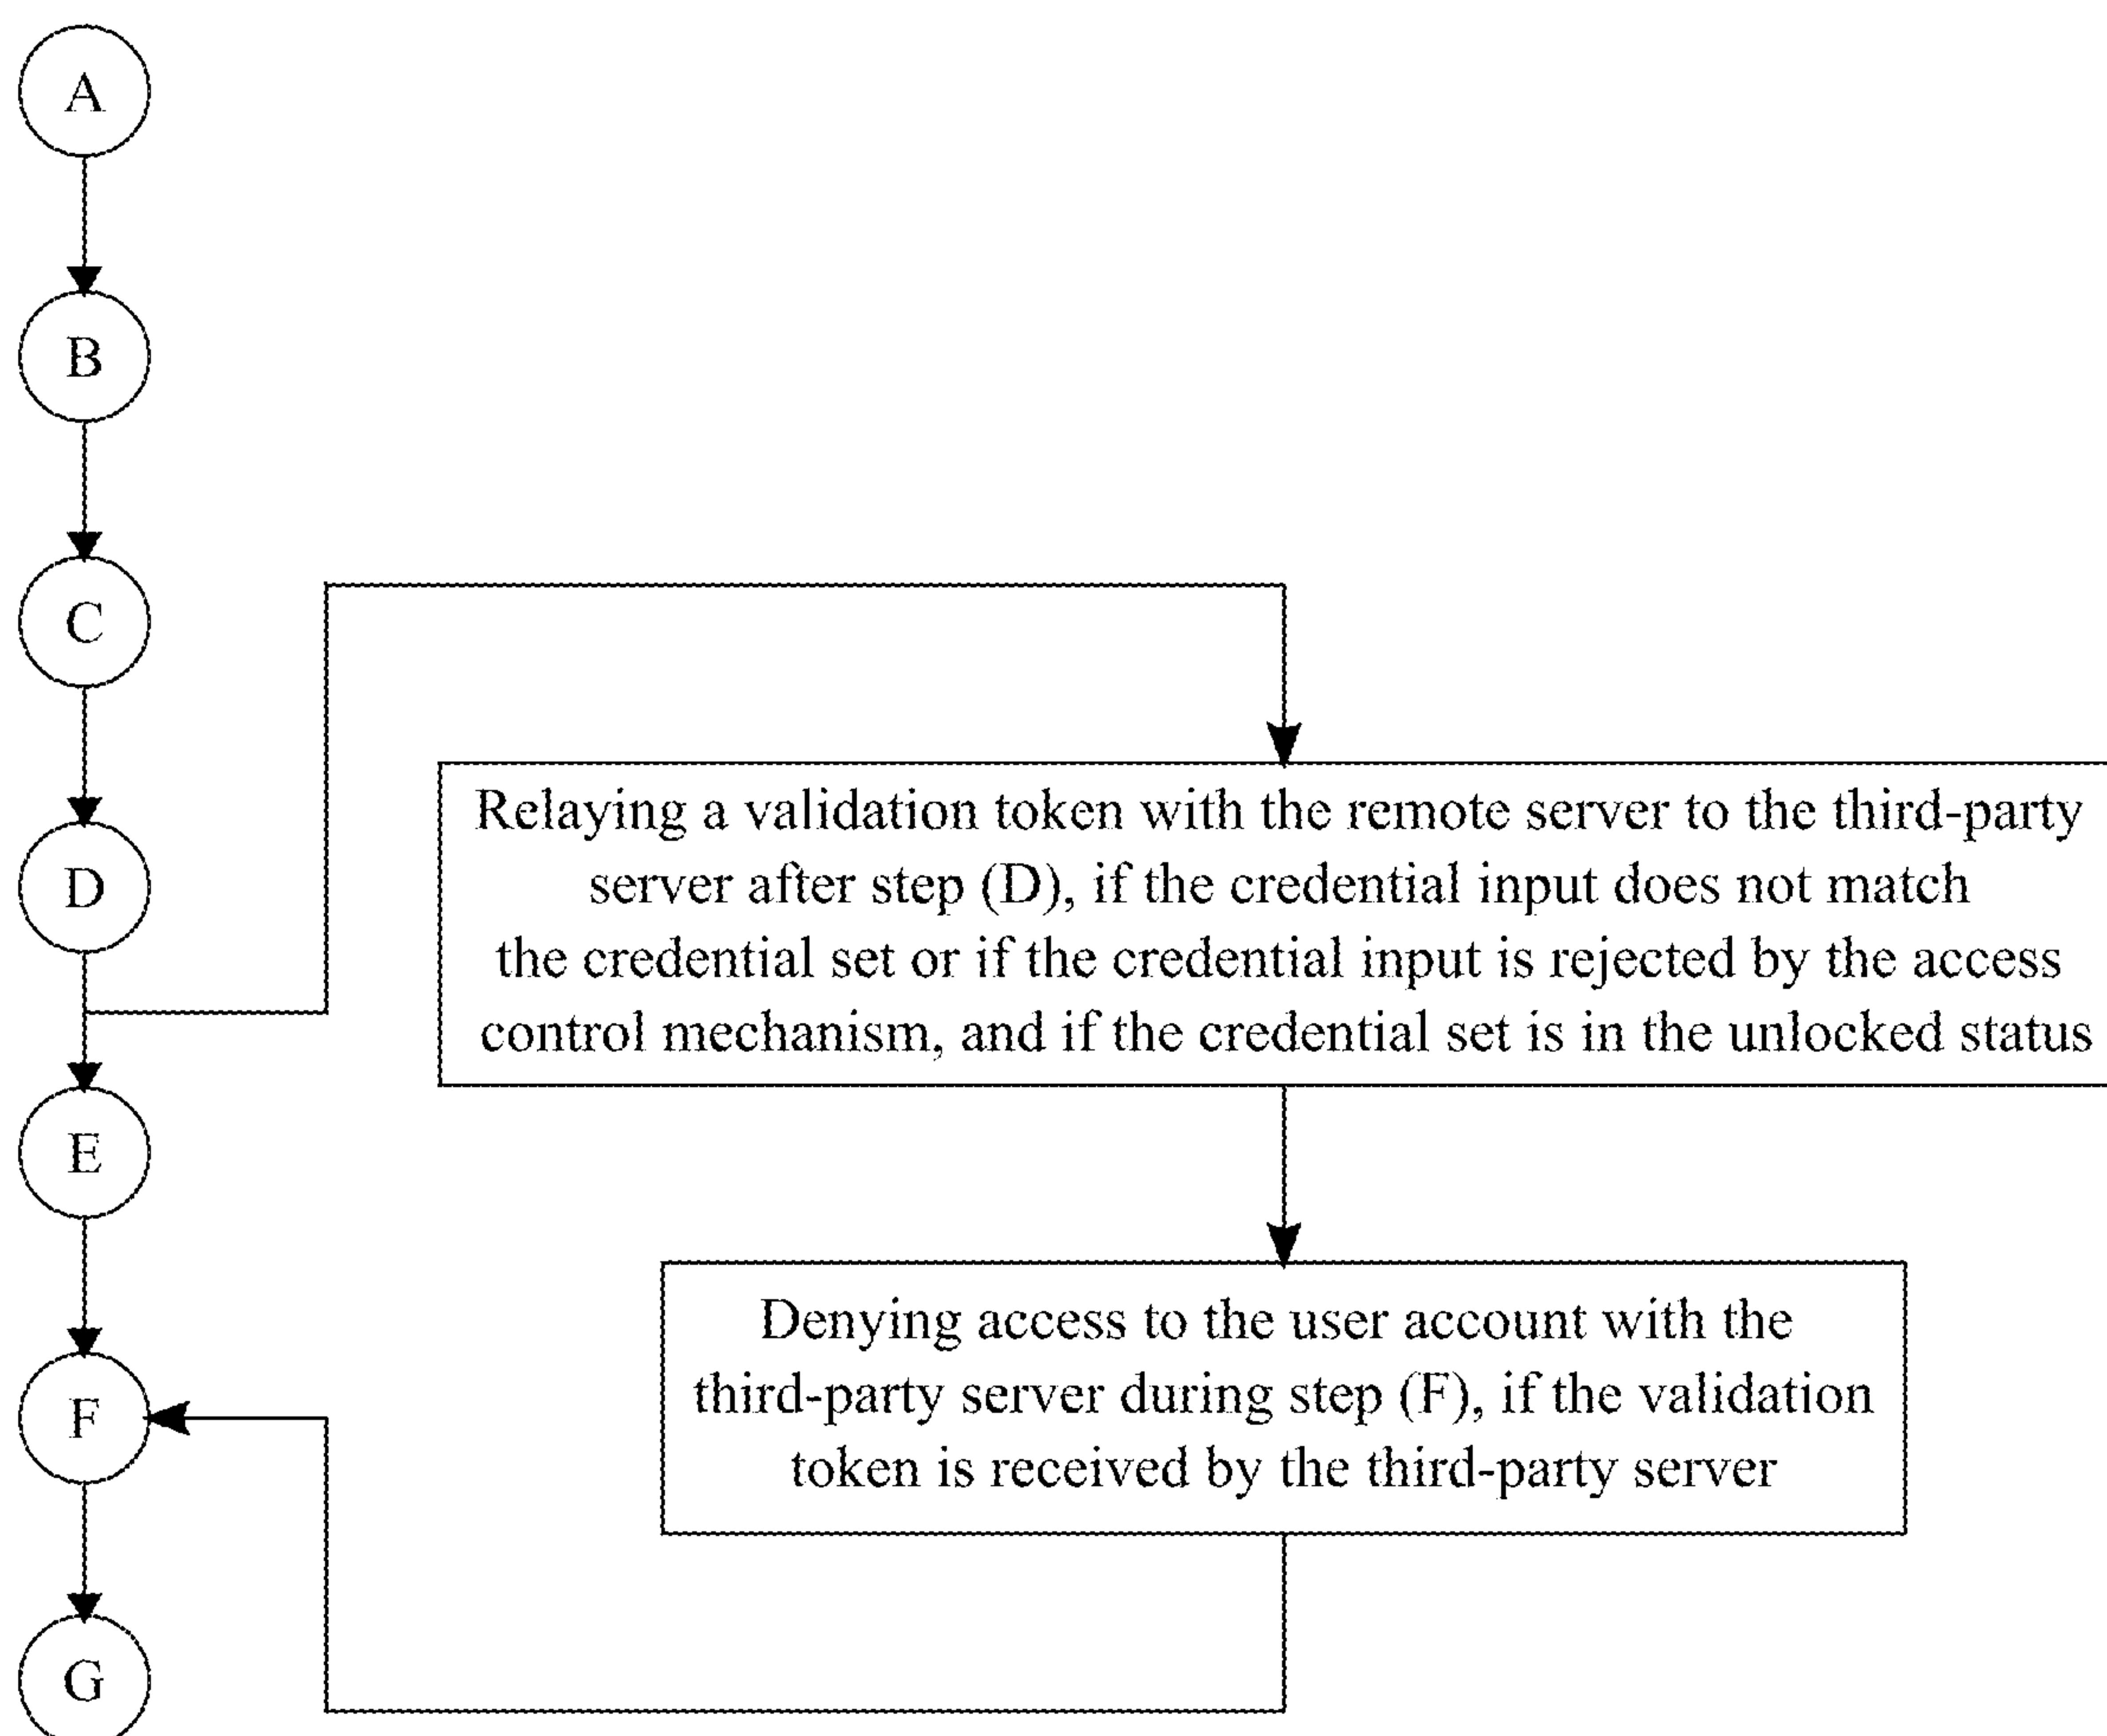 A
B
C
D
E
F
G
Relaying a validation token with the remote server to the third-party
server after step (D), if the credential input does not match
the credential set or if the credential input is rejected by the access
control mechanism, and if the credential set is in the unlocked status
Denying access to the user account with the
third-party server during step (F), if the validation
token is received by the third-party server